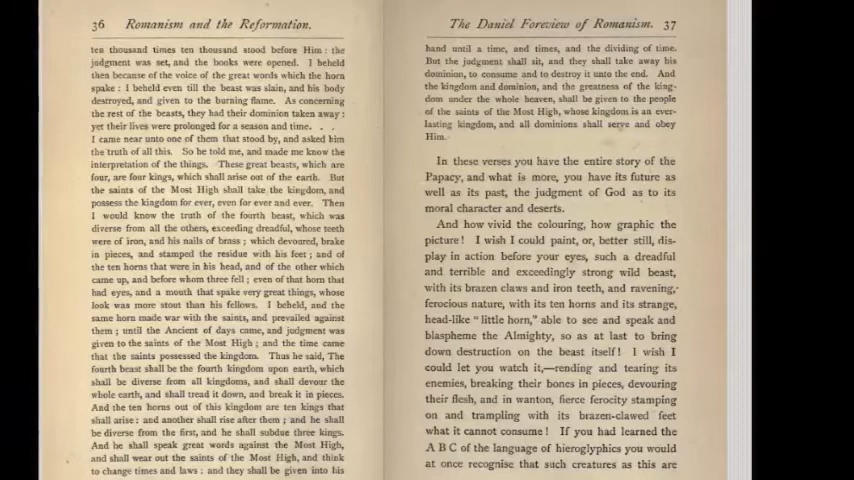 36 Romanism and the Reformation.
ten thousand times ten thousand stood before Him : the
judgment was set, and the books were opened. I beheld
then because of the voice of the great words which the horn
spake : I beheld even till the beast was slain, and his body
destroyed, and given to the burning flame. As concerning
the rest of the beasts, they had their dominion taken away :
yet their lives were prolonged for a season and time. . .
I came near unto one of them that stood by, and asked him
the truth of all this. So he told me, and made me know the
interpretation of the things. These great beasts, which are
four, are four kings, which shall arise out of the earth. But
the saints of the Most High shall take the kingdom, and
possess the kingdom for ever, even for ever and ever. Then
I would know the truth of the fourth beast, which was
diverse from all the others, exceeding dreadful, whose teeth
were of iron, and his nails of brass ; which devoured, brake
in pieces, and stamped the residue with his feet ; and of
the ten horns that were in his head, and of the other which
came up, and before whom three fell ; even of that horn that
had eyes, and a mouth that spake very great things, whose
look was more stout than his fellows. I beheld, and the
same horn made war with the saints, and prevailed against
them ; until the Ancient of days came, and judgment was
given to the saints of the Most High ; and the time came
that the saints possessed the kingdom. Thus he said, The
fourth beast shall be the fourth kingdom upon earth, which
shall be diverse from all kingdoms, and shall devour the
whole earth, and shall tread it down, and break it in pieces.
And the ten horns out of this kingdom are ten kings that
shall arise : and another shall rise after them ; and he shall
be diverse from the first, and he shall subdue three kings.
And he shall speak great words against the Most High,
and shall wear out the saints of the Most High, and think
to change times and laws : and they shall be given into his
The Daniel Foreview of Romanism. 37
hand until a time, and times, and the dividing of time.
But the judgment shall sit, and they shall take away his
dominion, to consume and to destroy it unto the end. And
the kingdom and dominion, and the greatness of the king-
dom under the whole heaven, shall be given to the people
of the saints of the Most High, whose kingdom is an ever-
lasting kingdom, and all dominions shall serve and obey
Him.
In these verses you have the entire story of the
Papacy, and what is more, you have its future as
well as its past, the judgment of God as to its
moral character and deserts.
And how vivid the colouring, how graphic the
picture ! I wish I could paint, or, better still, dis-
play in action before your eyes, such a dreadful
and terrible and exceedingly strong wild beast,
with its brazen claws and iron teeth, and ravening,
ferocious nature, with its ten horns and its strange,
head-like " little horn," able to see and speak and
blaspheme the Almighty, so as at last to bring
down destruction on the beast itself ! I wish I
could let you watch it,—rending and tearing its
enemies, breaking their bones in pieces, devouring
their flesh, and in wanton, fierce ferocity stamping
on and trampling with its brazen-clawed feet
what it cannot consume ! If you had learned the
A B C of the language of hieroglyphics you would
at once recognise that such creatures as this are